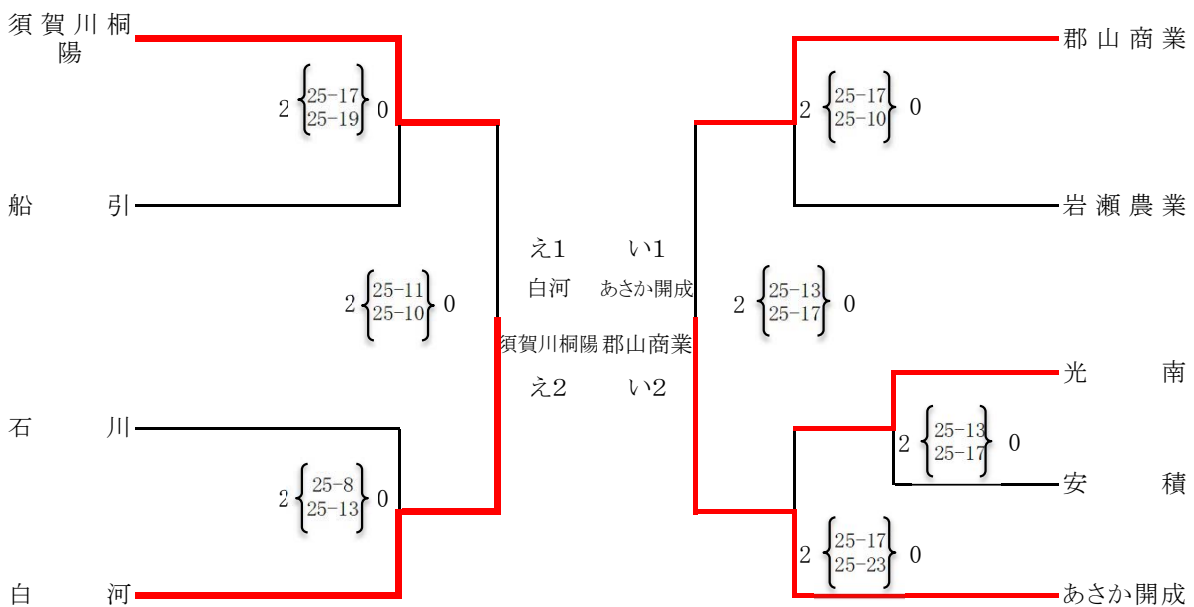 須賀川桐
陽
2 25-17 0
25-19
船 引
2 25-11 0
25-10
石 川
2 25-8 0
25-13
白 河
え1 い1
白河 あさか開成
須賀川桐陽 郡山商業
え2 い2
郡山商業
2 25-17 0
25-10
岩瀬農業
2 25-13 0
25-17
光 南
2 25-13 0
25-17
安 積
2 25-17 0
25-23
あさか開成